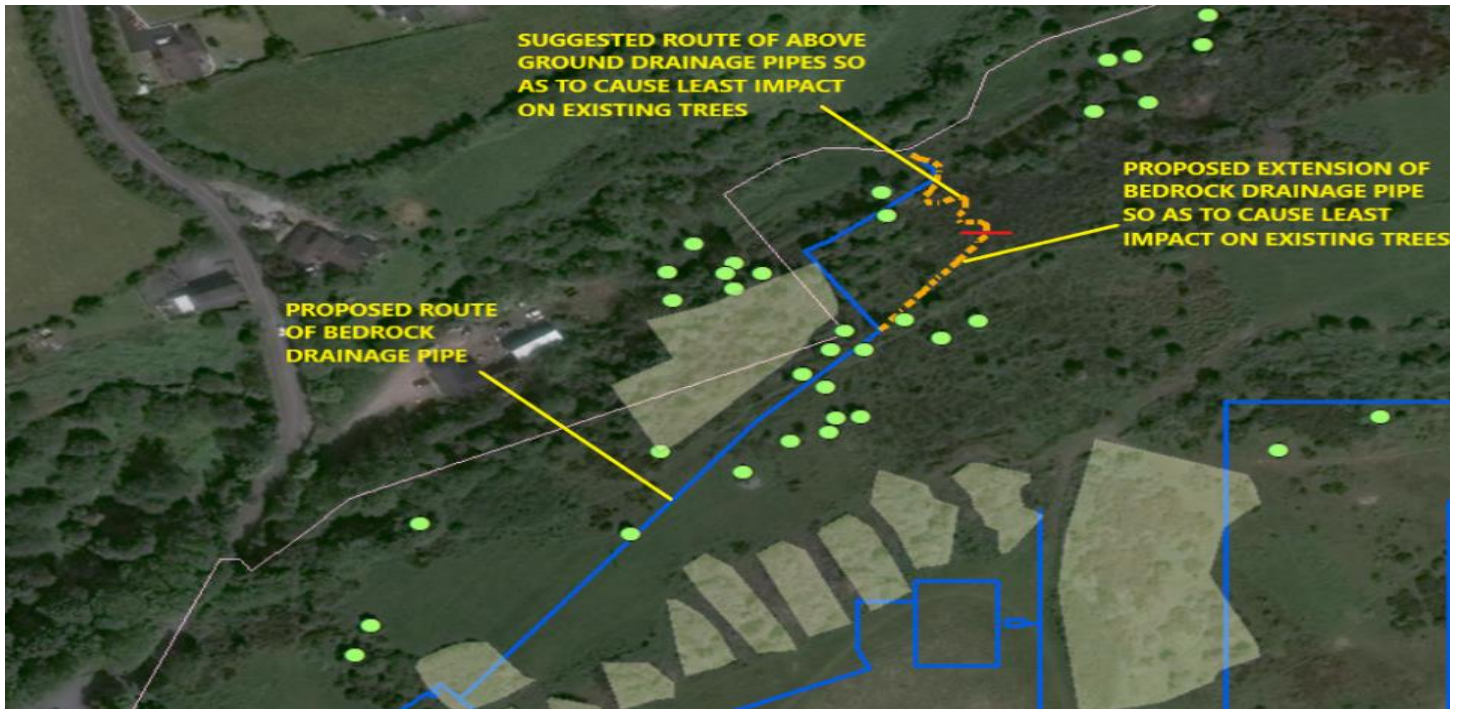 SUGGESTED ROUTE OF ABOVE
GROUND DRAINAGE PIPES SO
AS TO CAUSE LEAST IMPACT
ON EXISTING TREES
PROPOSED EXTENSION OF
BEDROCK DRAINAGE PIPE
SO AS TO CAUSE LEAST
IMPACT ON EXISTING TREES
PROPOSED ROUTE
OF BEDROCK
DRAINAGE PIPE